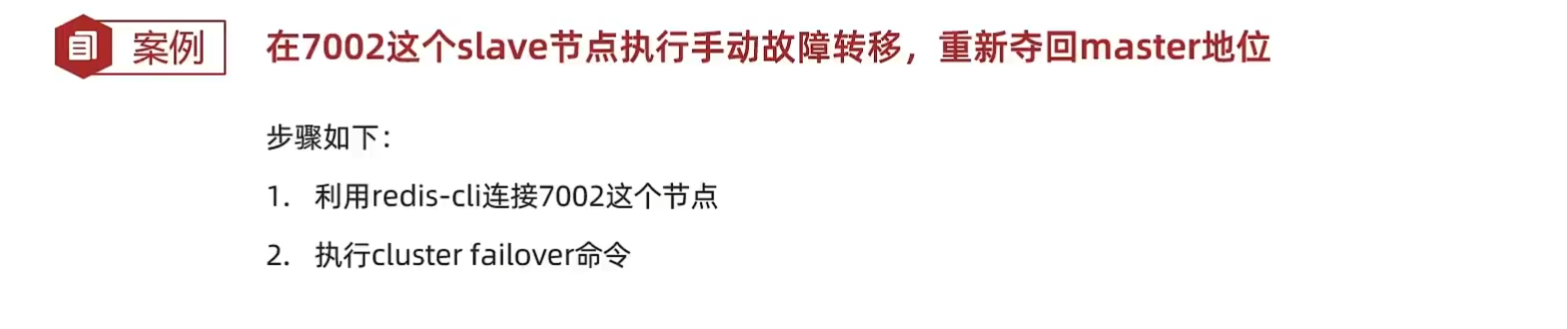 案例
在7002这个slave节点执行手动故障转移，重新夺回master地位
步骤如下：
1. 利用redis-cli连接7002这个节点
2. 执行cluster failover命令